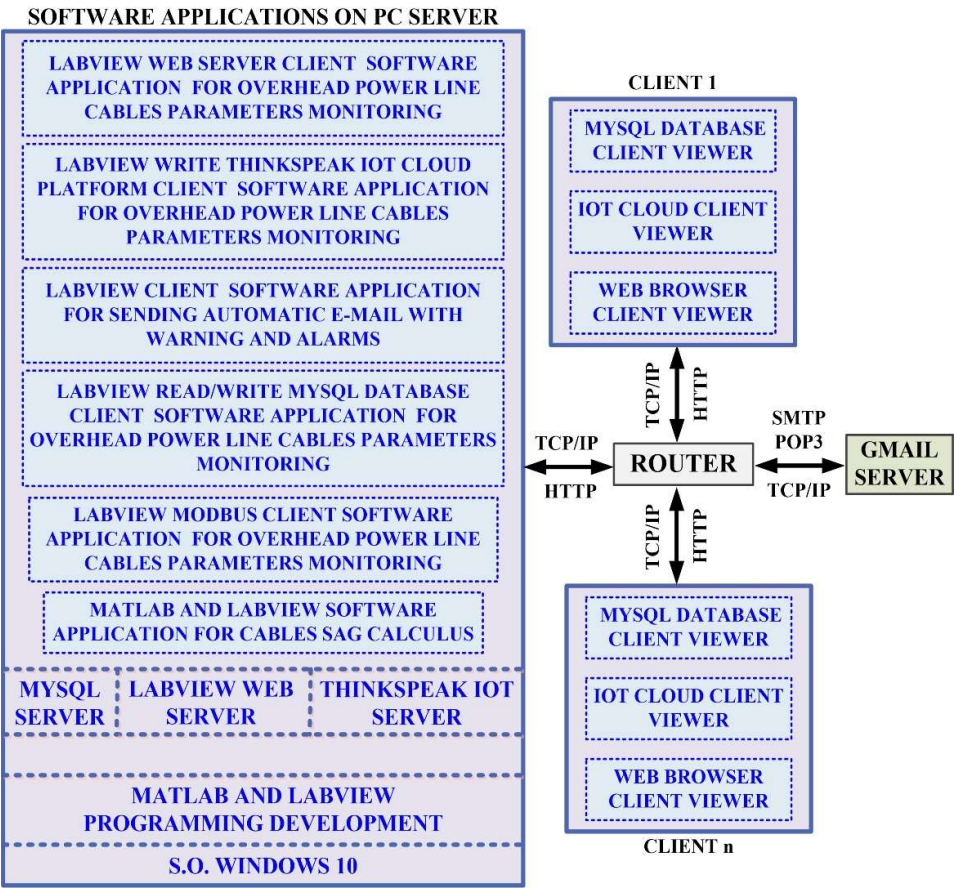 SOFTWARE APPLICATIONS ON PC SERVER
LABVIEW WEB SERVER CLIENT SOFTWARE
APPLICATION FOR OVERHEAD POWER LINE
CABLES PARAMETERS MONITORING
LABVIEW WRITE THINKSPEAK IOT CLOUD
PLATFORM CLIENT SOFTWARE APPLICATION
FOR OVERHEAD POWER LINE CABLES
PARAMETERS MONITORING
LABVIEW CLIENT SOFTWARE APPLICATION
FOR SENDING AUTOMATIC E-MAIL WITH
WARNING AND ALARMS
LABVIEW READ/WRITE MYSQL DATABASE
CLIENT SOFTWARE APPLICATION FOR
OVERHEAD POWER LINE CABLES PARAMETERS
MONITORING
LABVIEW MODBUS CLIENT SOFTWARE
APPLICATION FOR OVERHEAD POWER LINE
CABLES PARAMETERS MONITORING
MATLAB AND LABVIEW SOFTWARE
APPLICATION FOR CABLES SAG CALCULUS
MYSQL
SERVER
LABVIEW WEB
SERVER
THINKSPEAK IOT
SERVER
MATLAB AND LABVIEW
PROGRAMMING DEVELOPMENT
S.O. WINDOWS 10
TCP/IP
HTTP
CLIENT 1
MYSQL DATABASE
CLIENT VIEWER
IOT CLOUD CLIENT
VIEWER
WEB BROWSER
CLIENT VIEWER
TCP/IP
HTTP
ROUTER
SMTP
POP3
TCP/IP
GMAIL
SERVER
TCP/IP
HTTP
MYSQL DATABASE
CLIENT VIEWER
IOT CLOUD CLIENT
VIEWER
WEB BROWSER
CLIENT VIEWER
CLIENT n